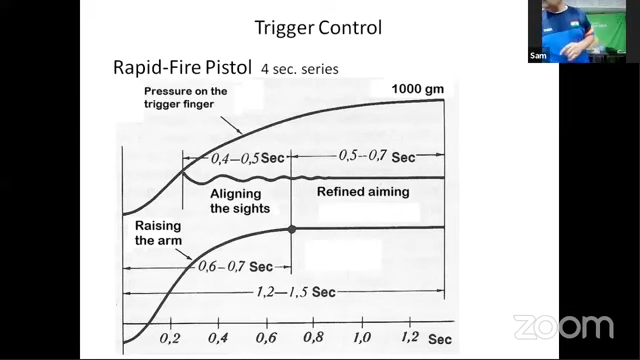 Trigger Control
Sam
Rapid-Fire Pistol 4 sec. series
Pressure on the
trigger finger
1000 gm
0,4–0,5 Sec
0,5–0,7 Sec
Aligning
the sights
Refined aiming
Raising
the arm
0,6–0,7 Sec
1,2–1,5 Sec
0,2 0,4 0,6 0,8 1,0 1,2 Sec
zoom